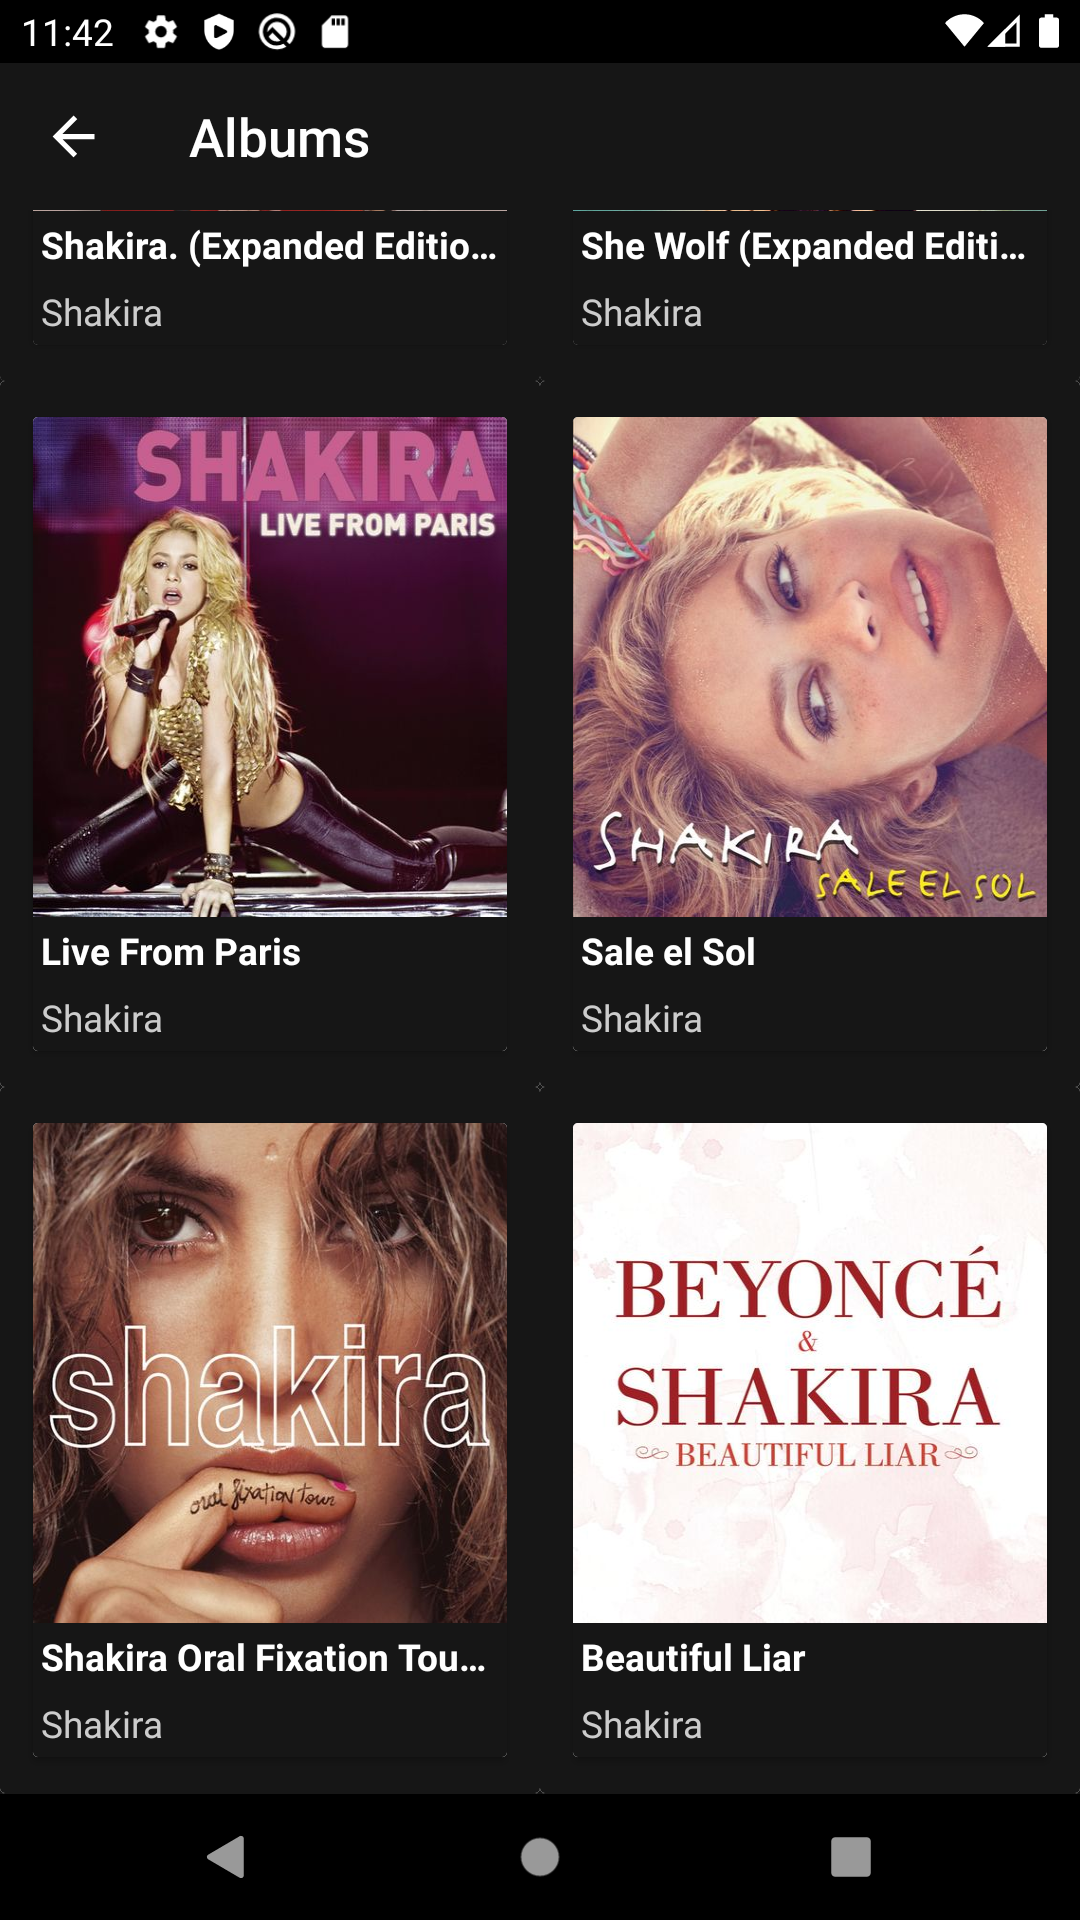 11:42
Albums
Shakira. (Expanded Editio...
She Wolf (Expanded Editi...
Shakira
Shakira
SHAKIRA
LIVE FROM PARIS
SHAKIRA
SALE EL SOL
Live From Paris
Sale el Sol
Shakira
Shakira
shakira
oral fixation tour
BEYONCÉ
&
SHAKIRA
BEAUTIFUL LIAR
Shakira Oral Fixation Tou...
Beautiful Liar
Shakira
Shakira